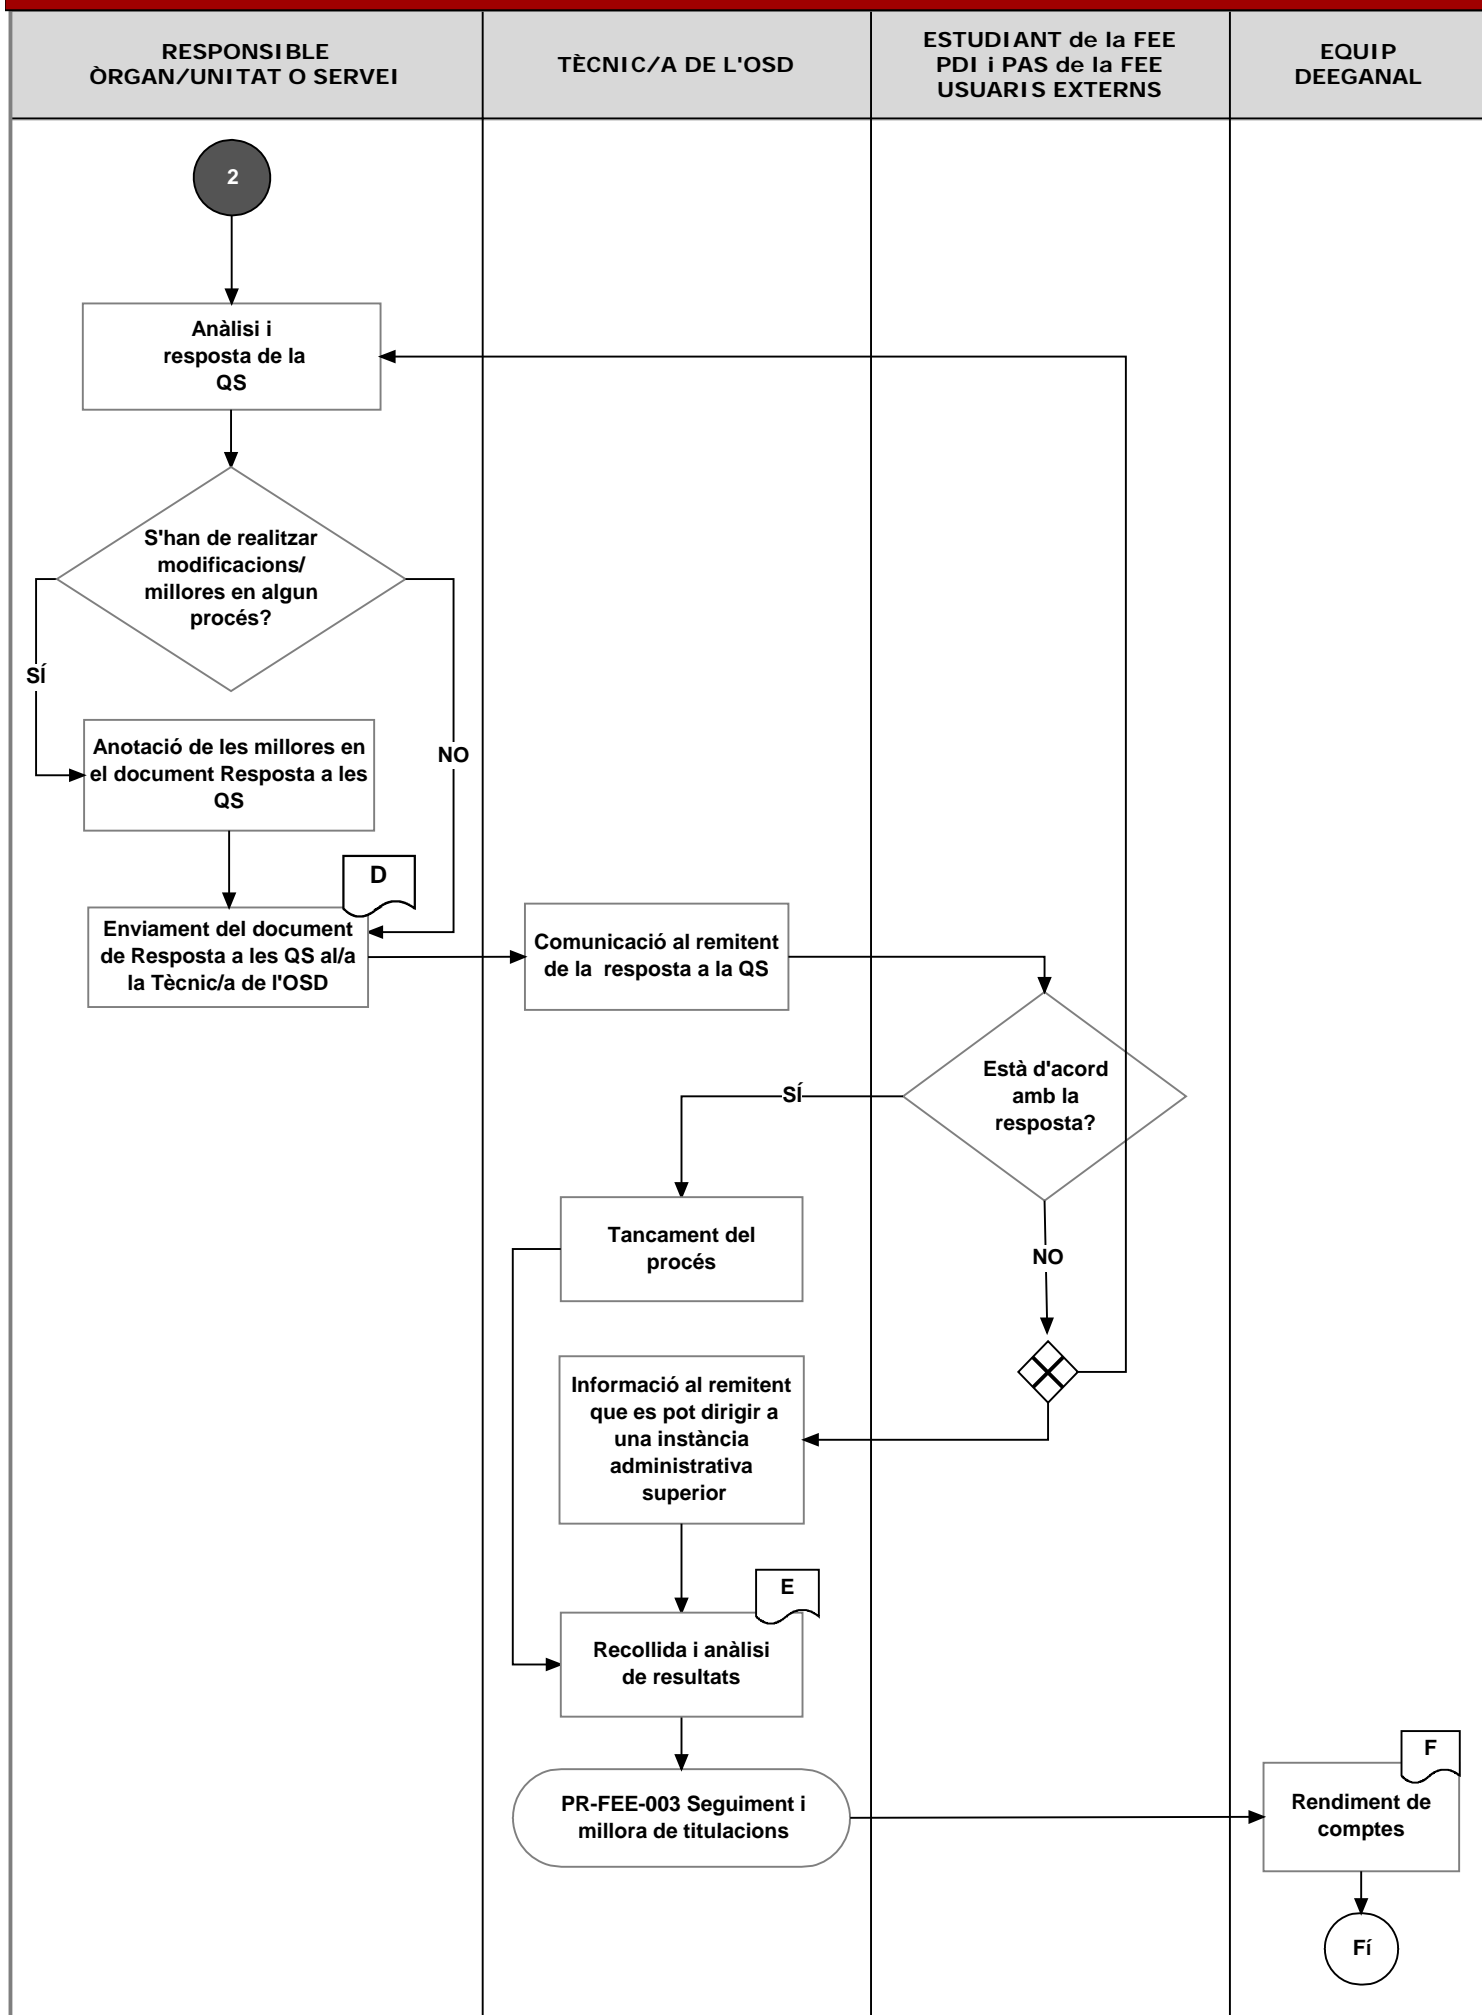 RESPONSIBLE
ÒRGAN/UNITAT O SERVEI
TÈCNIC/A DE L'OSD
ESTUDIANT de la FEE
PDI i PAS de la FEE
USUARIS EXTERNS
EQUIP
DEEGANAL
2
Anàlisi i
resposta de la
QS
S'han de realitzar
modificacions/
millores en algun
procés?
SÍ
NO
Anotació de les millores en
el document Resposta a les
QS
D
Enviament del document
de Resposta a les QS al/a
la Tècnic/a de l'OSD
Comunicació al remitent
de la resposta a la QS
Està d'acord
amb la
resposta?
SÍ
NO
Tancament del
procés
Informació al remitent
que es pot dirigir a
una instància
administrativa
superior
E
Recollida i anàlisi
de resultats
PR-FEE-003 Seguiment i
millora de titulacions
F
Rendiment de
comptes
Fí